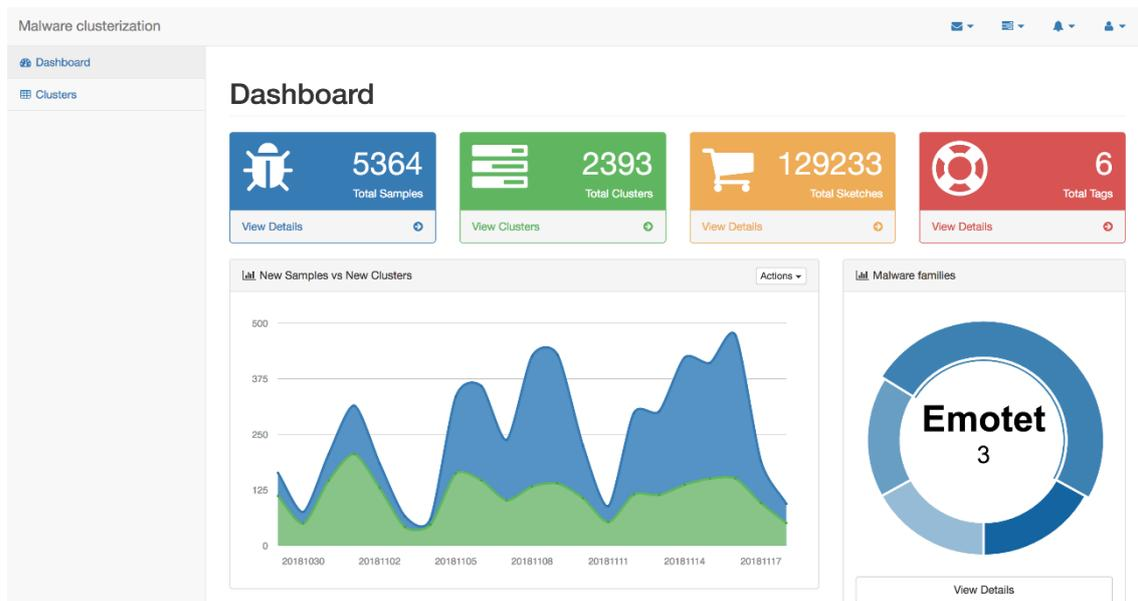 Malware clusterization
Dashboard
Clusters
Dashboard
5364
Total Samples
View Details
2393
Total Clusters
View Clusters
129233
Total Sketches
View Details
6
Total Tags
View Details
New Samples vs New Clusters
Actions
500
375
250
125
0
20181030
20181102
20181105
20181108
20181111
20181114
20181117
Malware families
Emotet
3
View Details